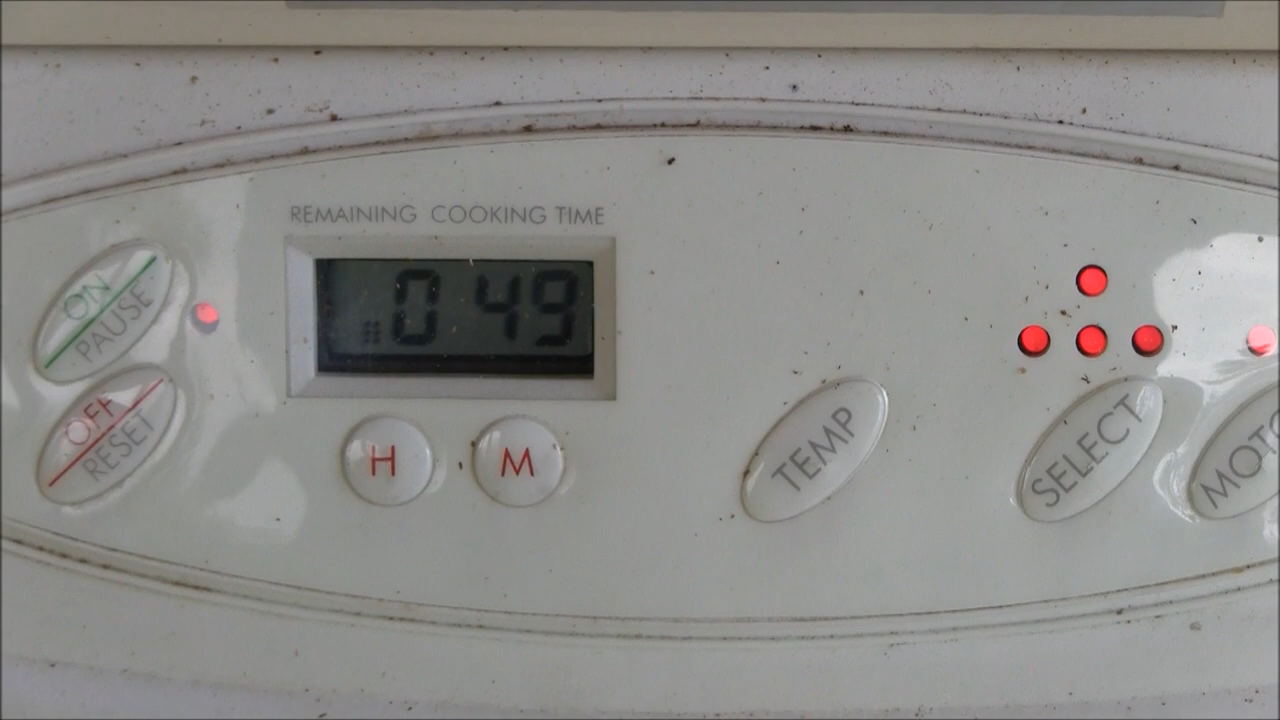 REMAINING COOKING TIME
0 49
ON
PAUSE
OFF
RESET
H
M
TEMP
SELECT
MOTO